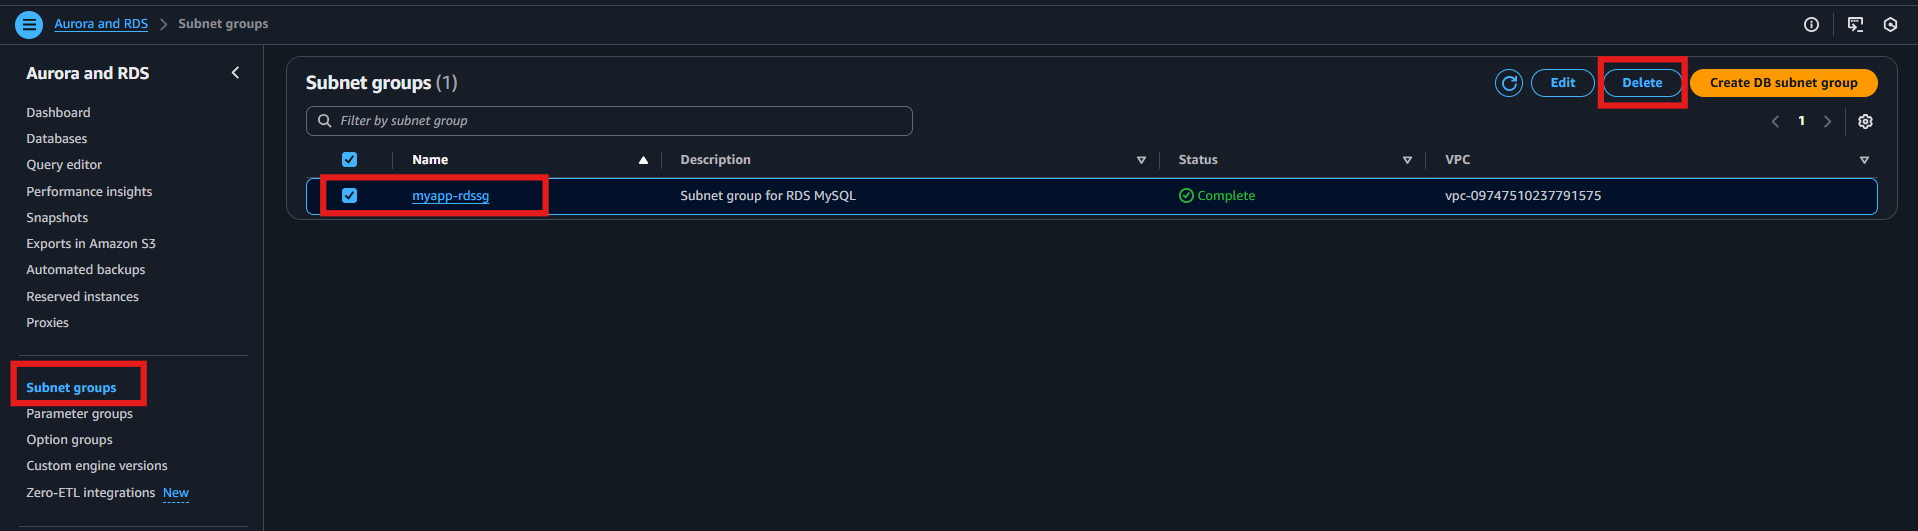 Aurora and RDS > Subnet groups
Aurora and RDS
Dashboard
Databases
Query editor
Performance insights
Snapshots
Exports in Amazon S3
Automated backups
Reserved instances
Proxies
Subnet groups
Parameter groups
Option groups
Custom engine versions
Zero-ETL integrations New
Subnet groups (1)
Edit
Delete
Create DB subnet group
Filter by subnet group
1
Name Description Status VPC
myapp-rdssg Subnet group for RDS MySQL Complete vpc-09747510237791575